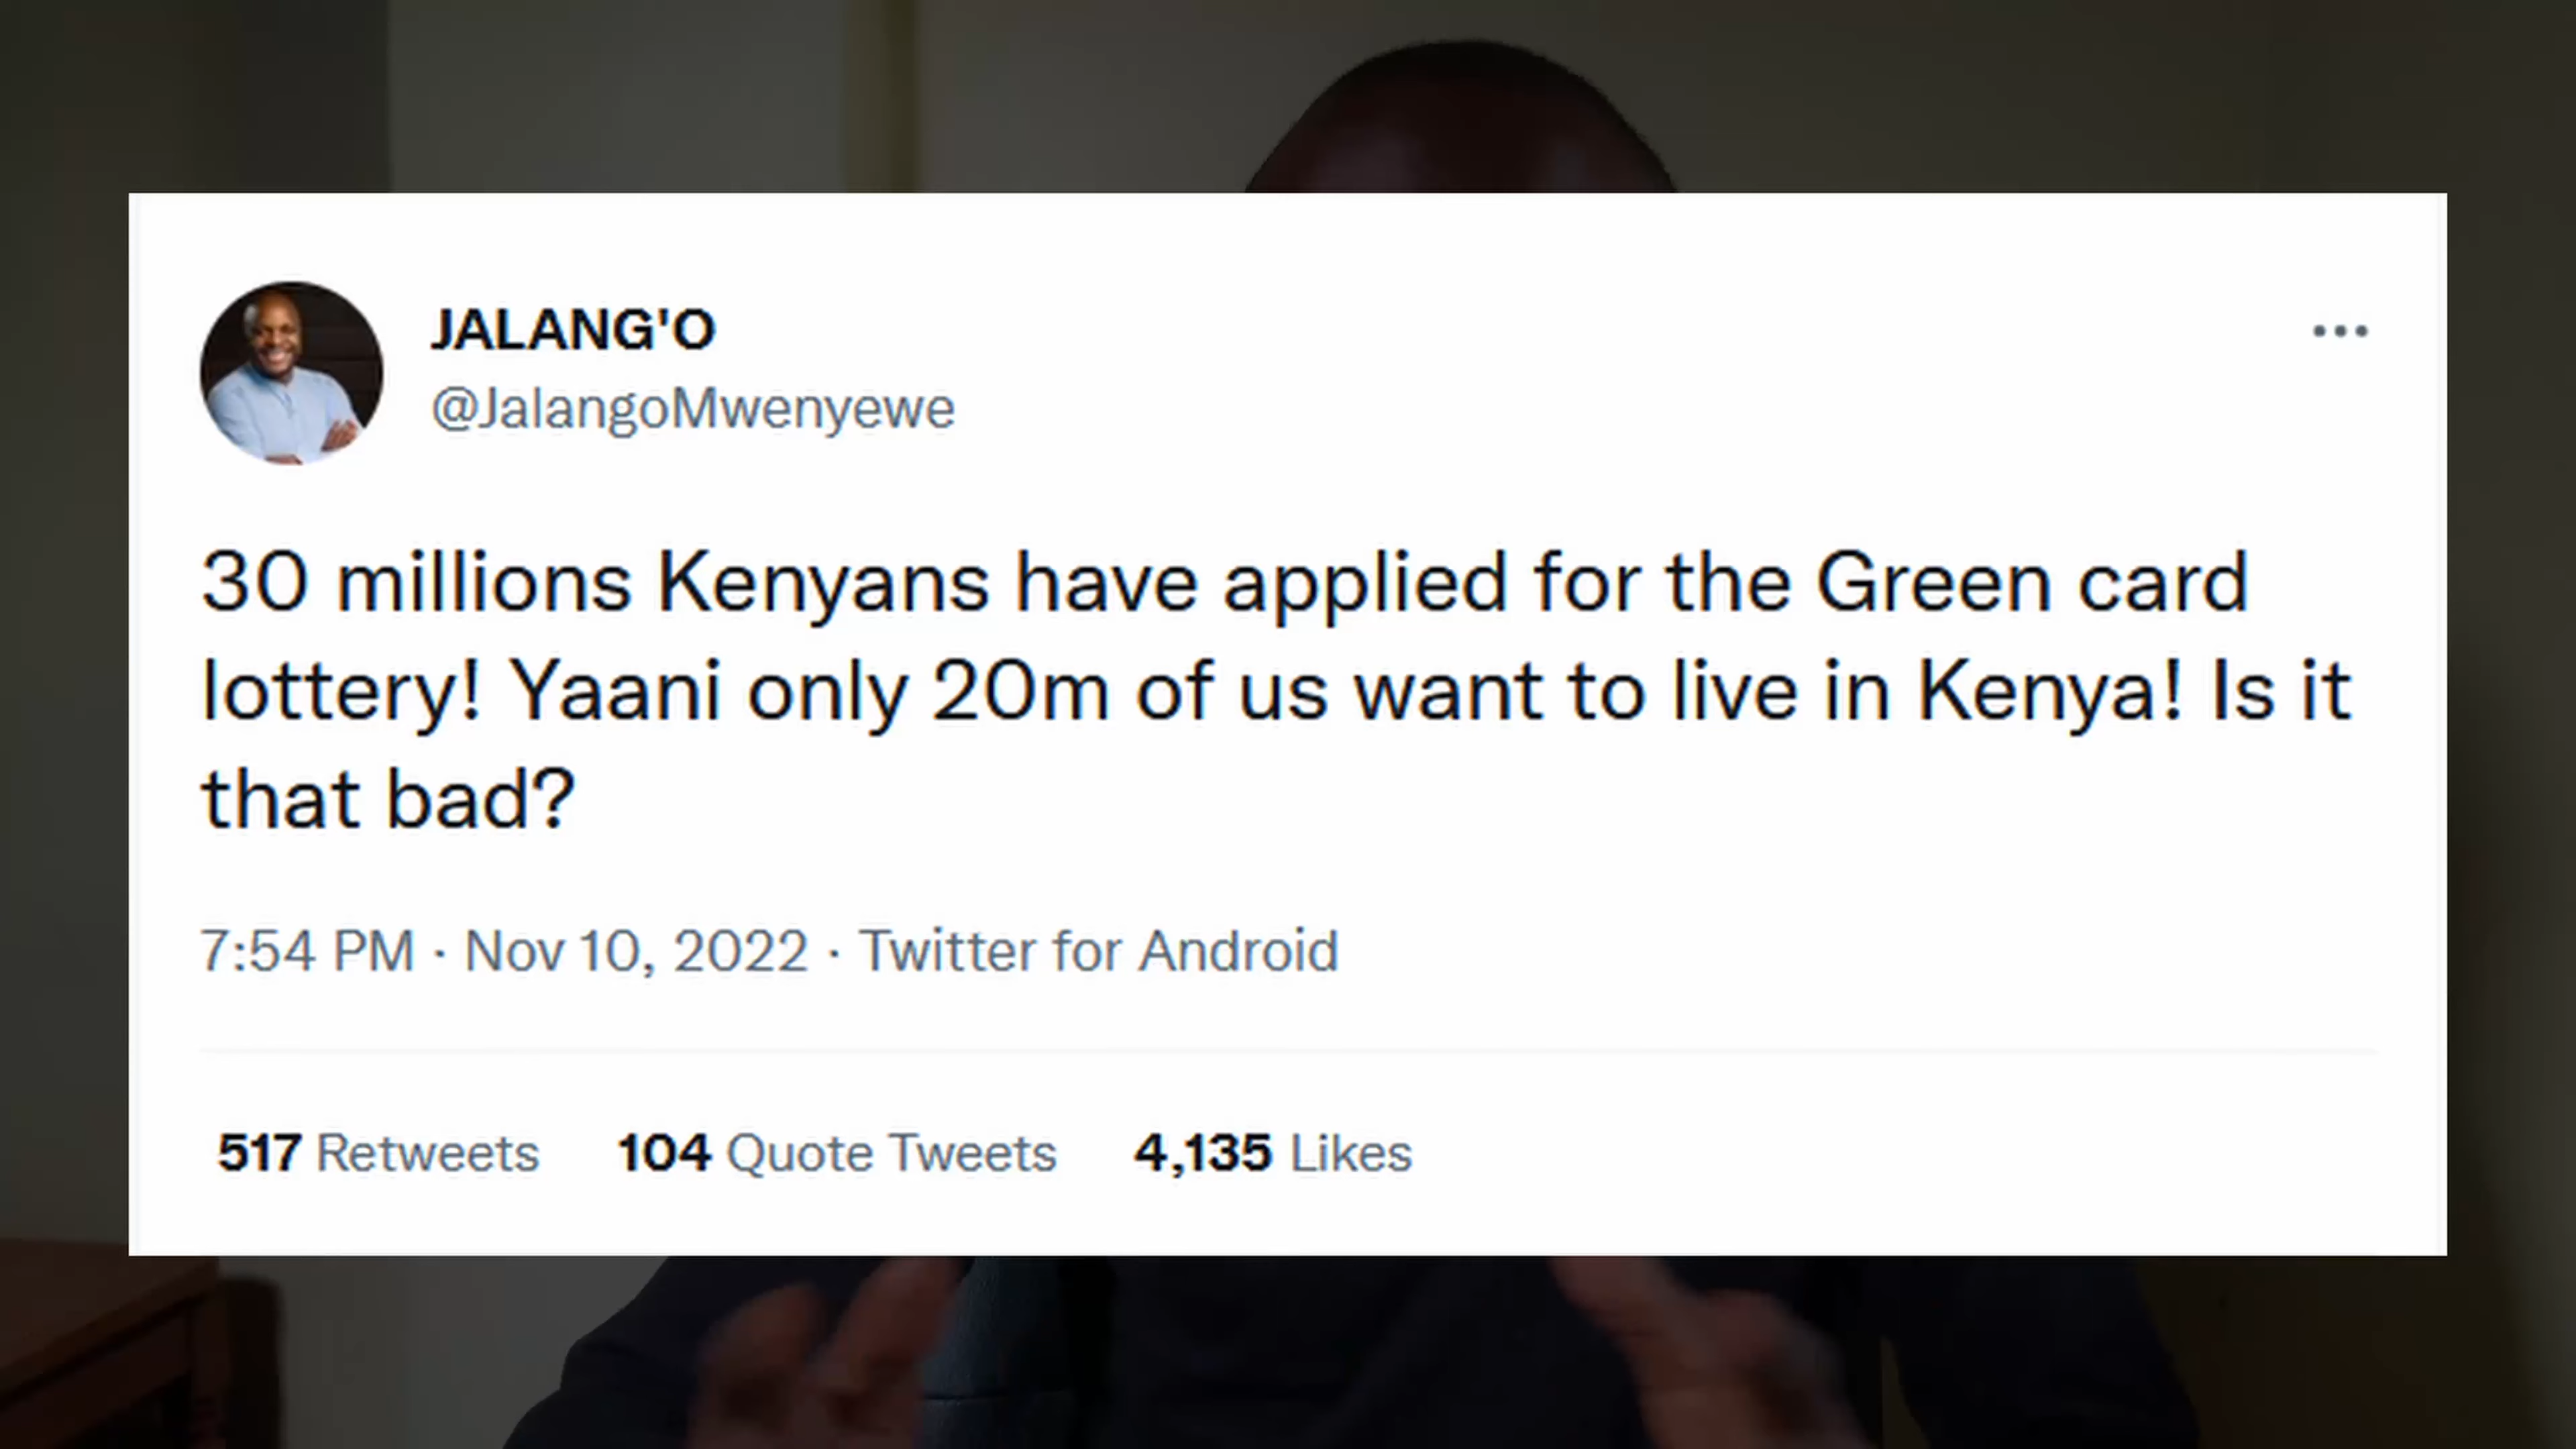 JALANG'O
@JalangoMwenyewe
30 millions Kenyans have applied for the Green card
lottery! Yaani only 20m of us want to live in Kenya! Is it
that bad?
7:54 PM · Nov 10, 2022 · Twitter for Android
517 Retweets 104 Quote Tweets 4,135 Likes